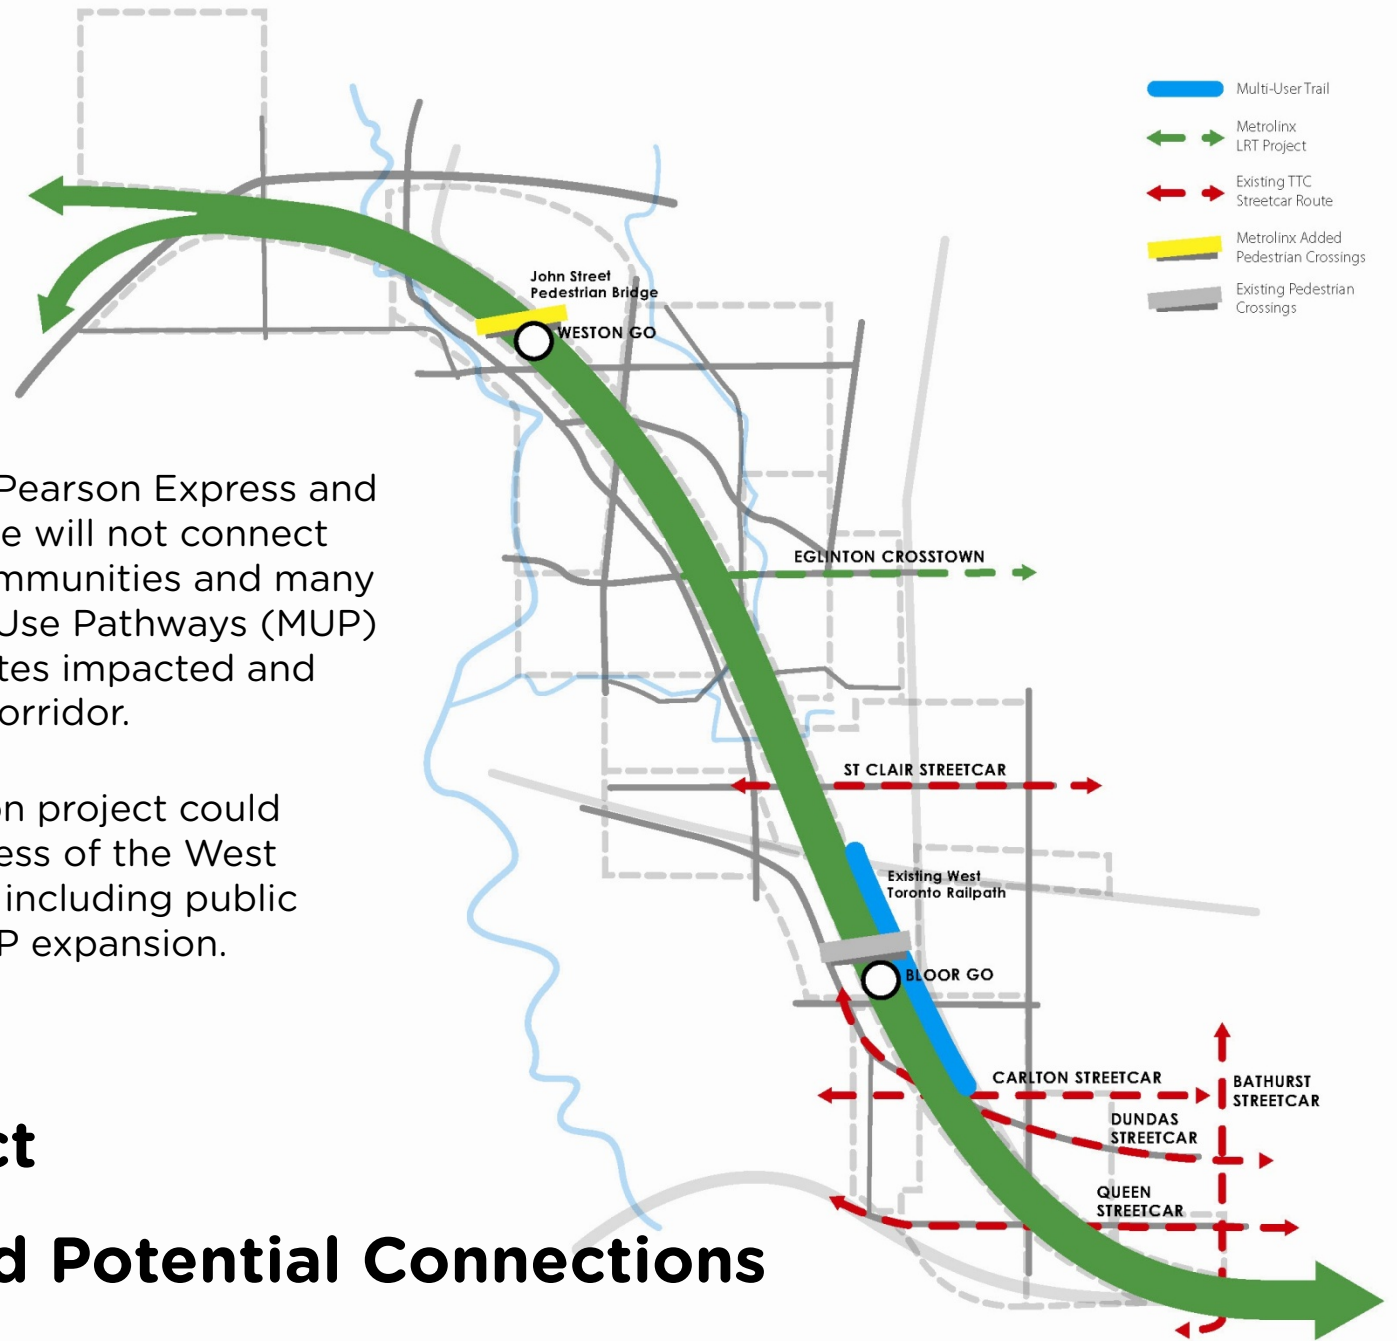 Multi-User Trail
Metrolinx
LRT Project
Existing TTC
Streetcar Route
Metrolinx Added
Pedestrian Crossings
Existing Pedestrian
Crossings
John Street
Pedestrian Bridge
WESTON GO
Pearson Express and
e will not connect
mmunities and many
Use Pathways (MUP)
tes impacted and
orridor.
EGLINTON CROSSTOWN
ST CLAIR STREETCAR
on project could
ess of the West
including public
P expansion.
Existing West
Toronto Railpath
BLOOR GO
CARLTON STREETCAR
BATHURST
STREETCAR
DUNDAS
STREETCAR
QUEEN
STREETCAR
ct
d Potential Connections